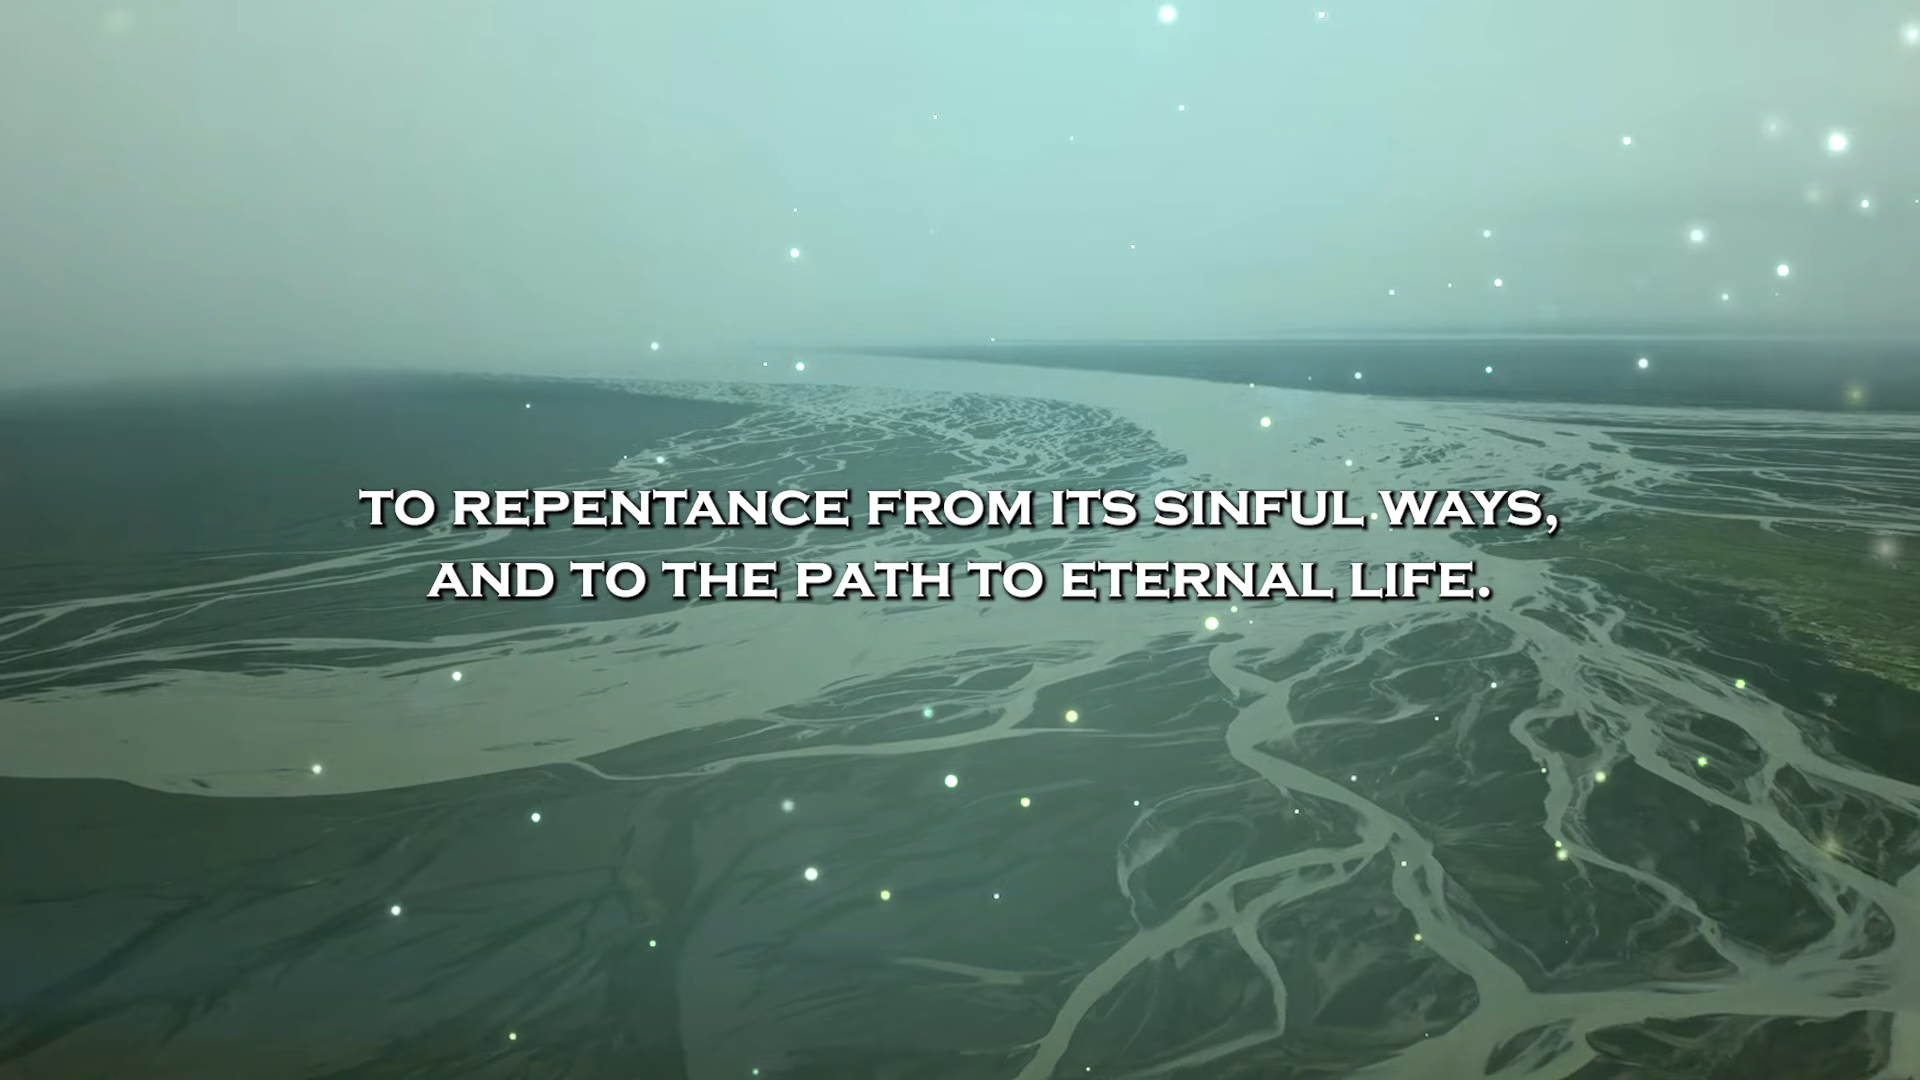 TO REPENTANCE FROM ITS SINFUL WAYS,
AND TO THE PATH TO ETERNAL LIFE.